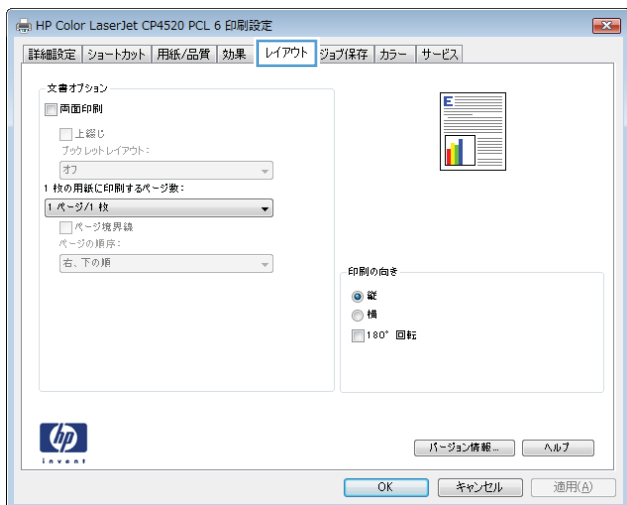 HP Color LaserJet CP4520 PCL 6 印刷設定
詳細設定 ショートカット 用紙/品質 効果 レイアウト ジョブ保存 カラー サービス
文書オプション
両面印刷
上綴じ
ブックレットレイアウト:
オフ
1 枚の用紙に印刷するページ数:
1 ページ/1 枚
ページ境界線
ページの順序:
右、下の順
E
印刷の向き
縦
横
180° 回転
hp
invent
バージョン情報...
ヘルプ
OK
キャンセル
適用(A)